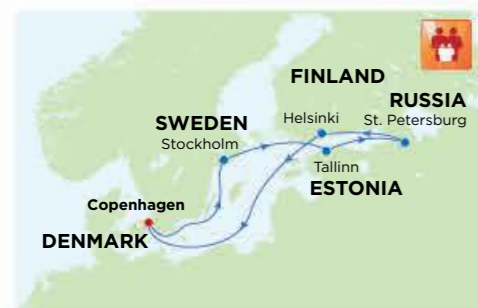 FINLAND
RUSSIA
Helsinki
St. Petersburg
SWEDEN
Stockholm
Tallinn
ESTONIA
Copenhagen
DENMARK